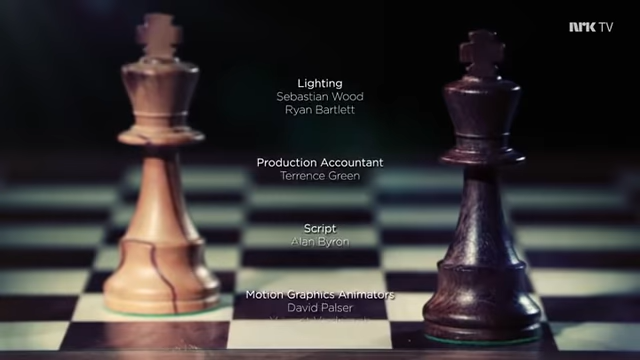 NRK TV
Lighting
Sebastian Wood
Ryan Bartlett
Production Accountant
Terrence Green
Script
Alan Byron
Motion Graphics Animators
David Palser